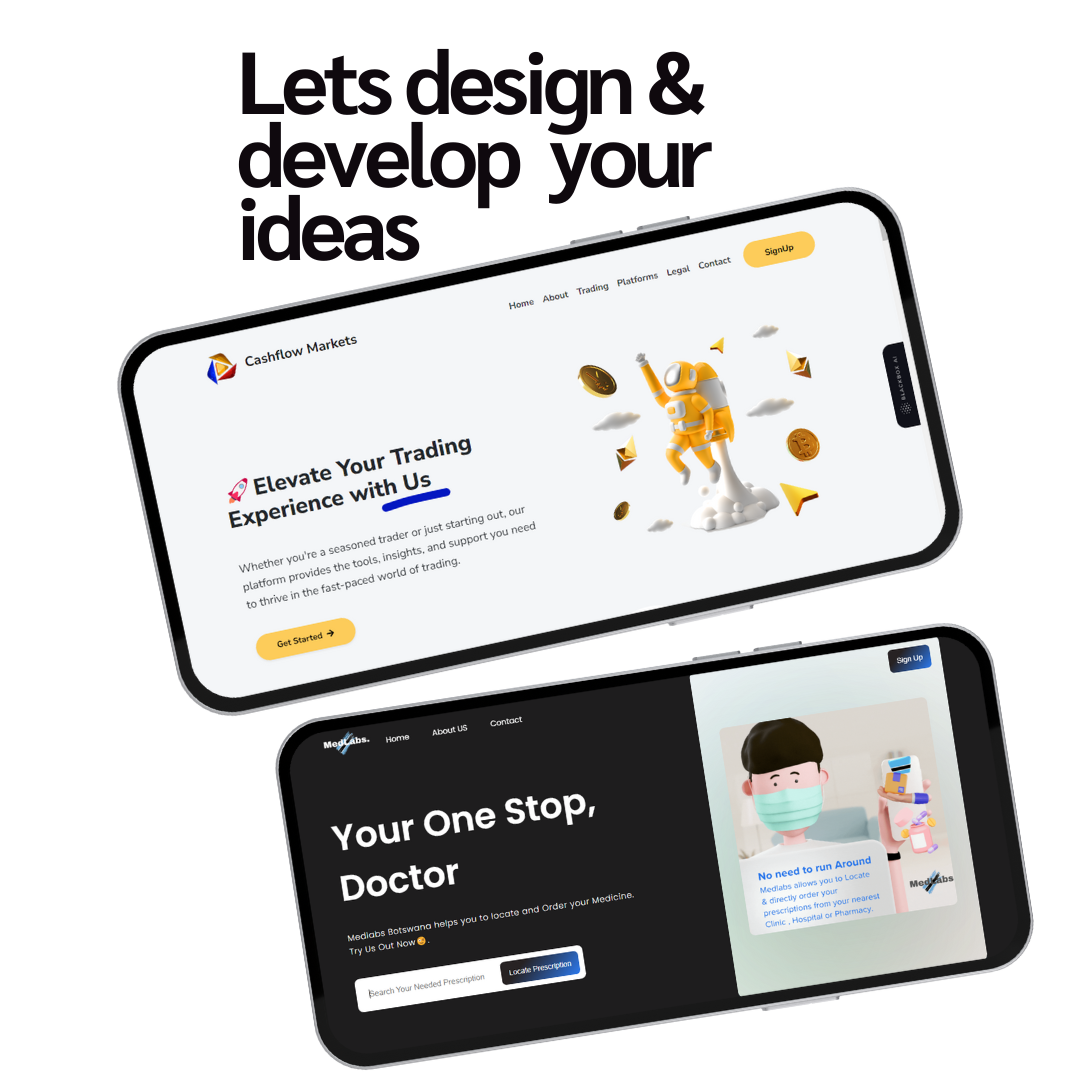 Lets design &
develop your
ideas
Cashflow Markets
Home About Trading Platforms Legal Contact SignUp
🚀 Elevate Your Trading
Experience with Us
Whether you're a seasoned trader or just starting out, our
platform provides the tools, insights, and support you need
to thrive in the fast-paced world of trading.
Get Started →
BLACKBOX AI
MedLabs.
Home About US Contact
Sign Up
Your One Stop,
Doctor
Medlabs Botswana helps you to locate and Order your Medicine.
Try Us Out Now🥰.
Search Your Needed Prescription
Locate Prescription
No need to run Around
Medlabs allows you to Locate
& directly order your
prescriptions from your nearest
Clinic , Hospital or Pharmacy.
MedLabs